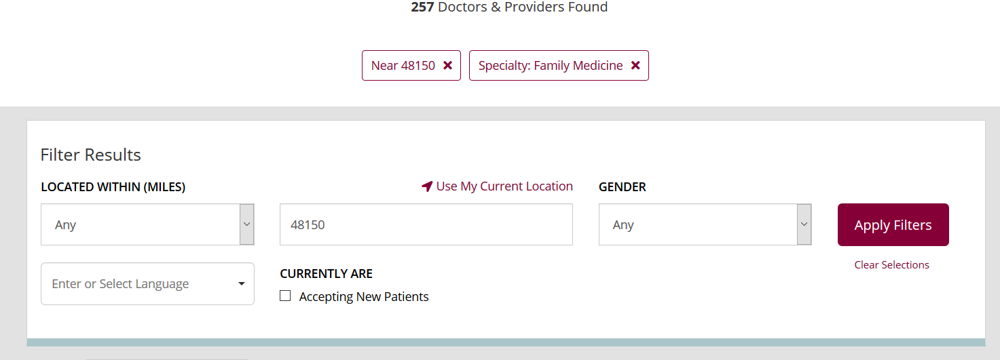 257 Doctors & Providers Found
Near 48150 ×
Specialty: Family Medicine ×
Filter Results
LOCATED WITHIN (MILES)
Use My Current Location
GENDER
Any
48150
Any
Apply Filters
Clear Selections
Enter or Select Language
CURRENTLY ARE
Accepting New Patients